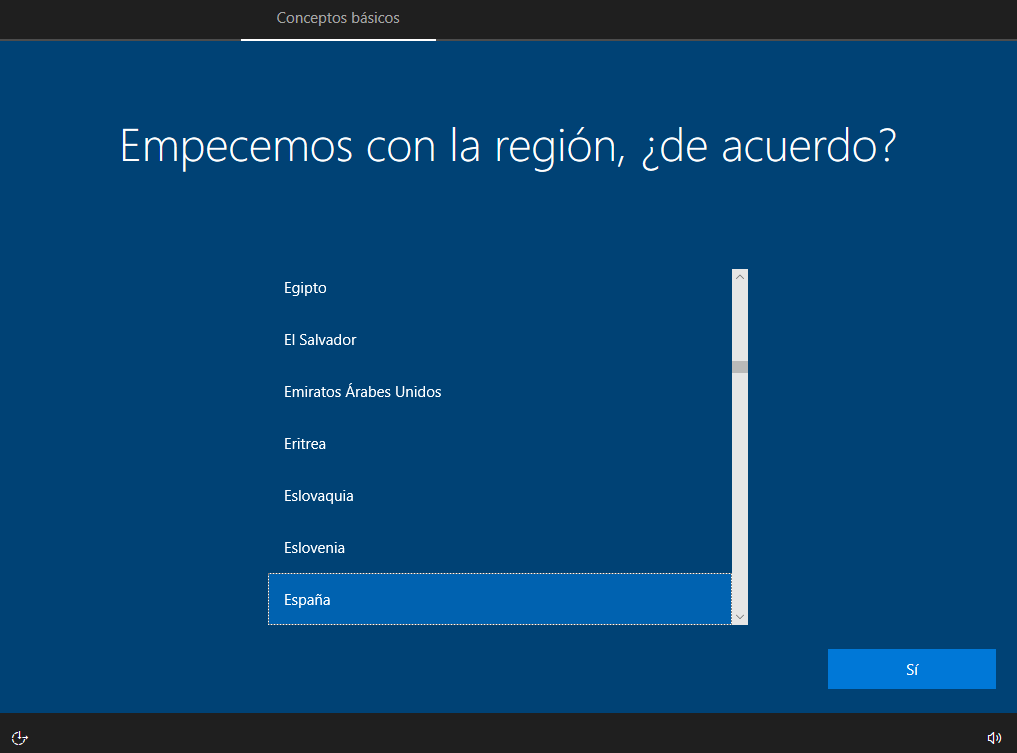 Conceptos básicos
Empecemos con la región, ¿de acuerdo?
Egipto
El Salvador
Emiratos Árabes Unidos
Eritrea
Eslovaquia
Eslovenia
España
Sí